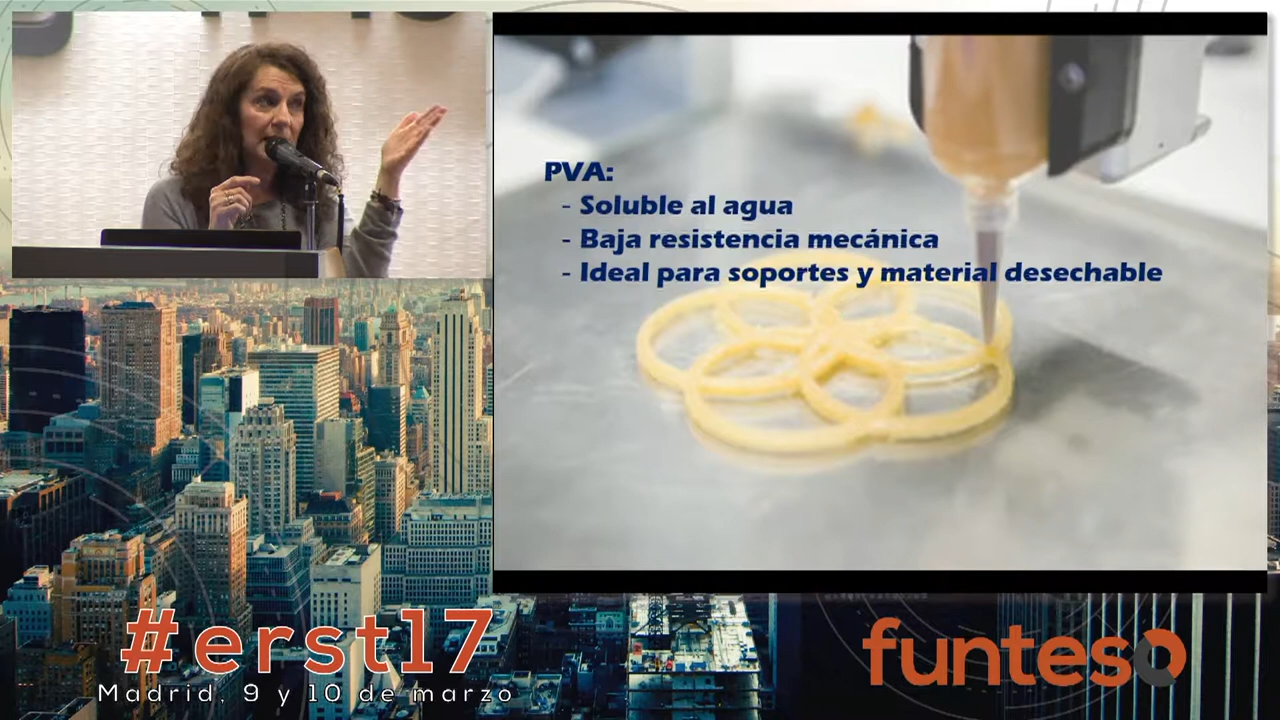 PVA:
- Soluble al agua
- Baja resistencia mecánica
- Ideal para soportes y material desechable
#erst17
Madrid, 9 y 10 de marzo
funteso